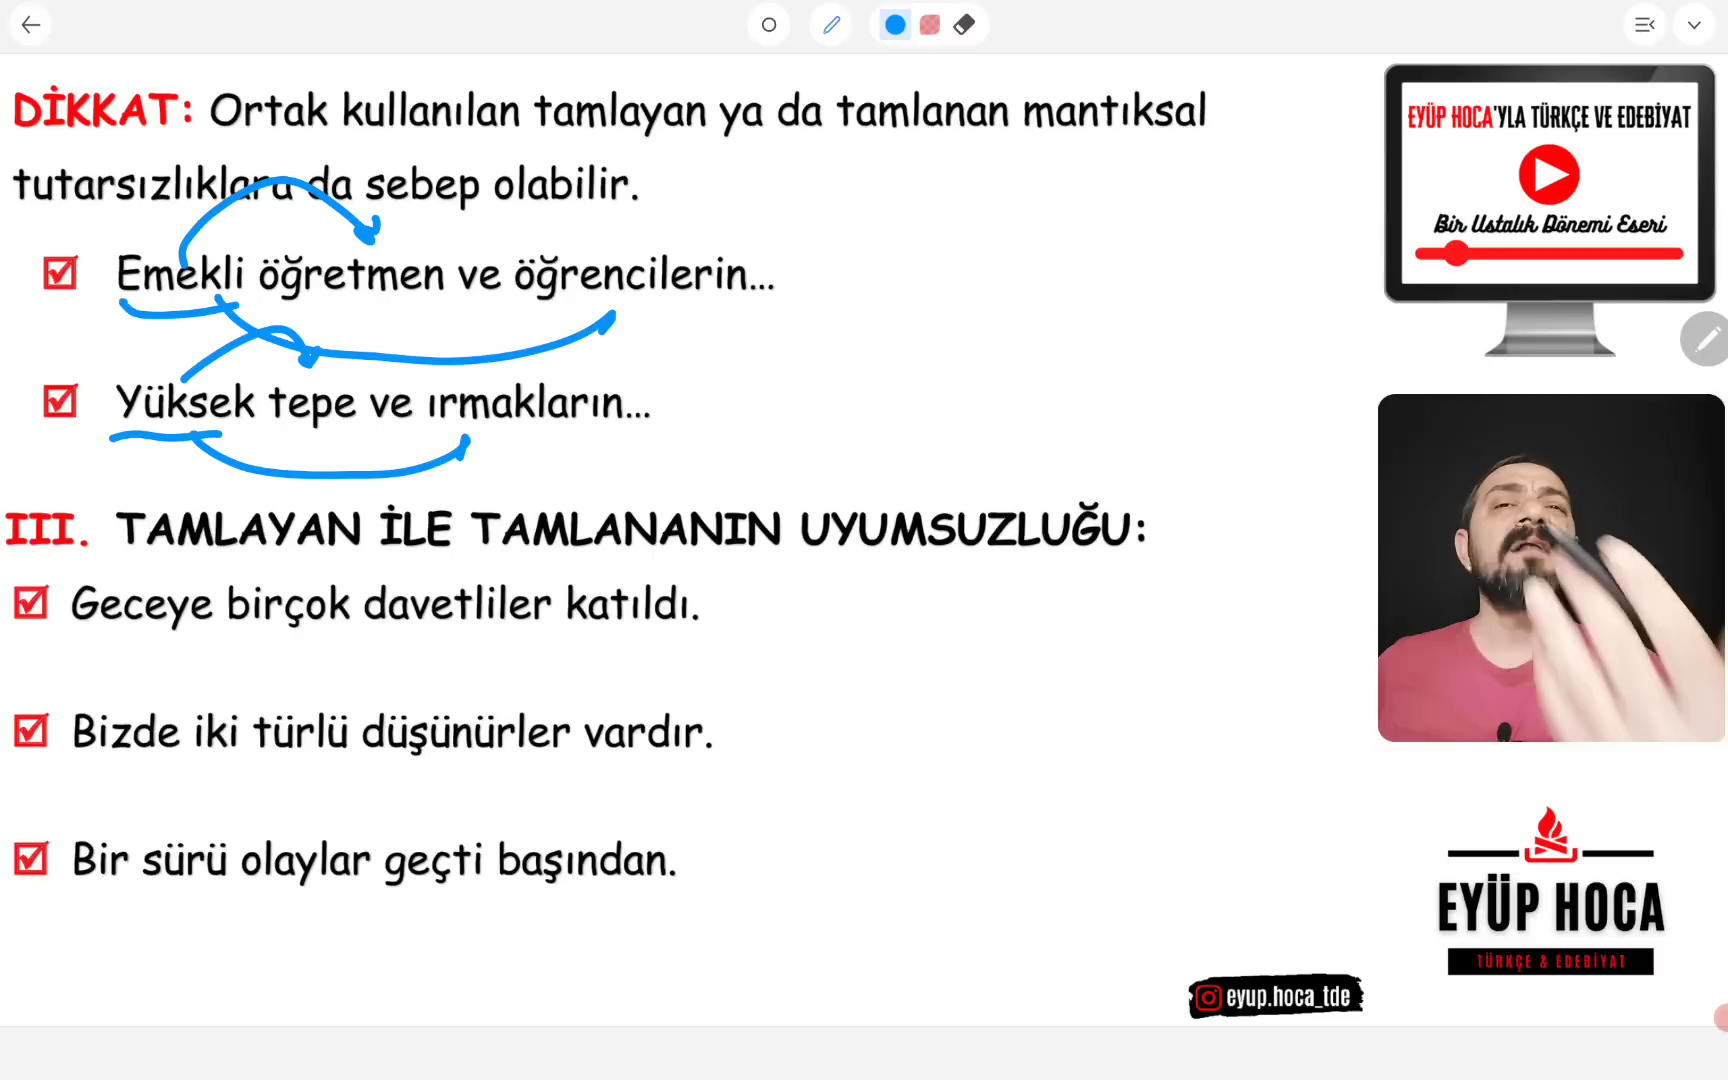 DİKKAT: Ortak kullanılan tamlayan ya da tamlanan mantıksal
tutarsızlıklara da sebep olabilir.
Emekli öğretmen ve öğrencilerin...
Yüksek tepe ve ırmakların...
III. TAMLAYAN İLE TAMLANANIN UYUMSUZLUĞU:
Geceye birçok davetliler katıldı.
Bizde iki türlü düşünürler vardır.
Bir sürü olaylar geçti başından.
EYÜP HOCA'YLA TÜRKÇE VE EDEBİYAT
Bir Ustalık Dönemi Eseri
EYÜP HOCA
TÜRKÇE & EDEBİYAT
eyup.hoca_tde